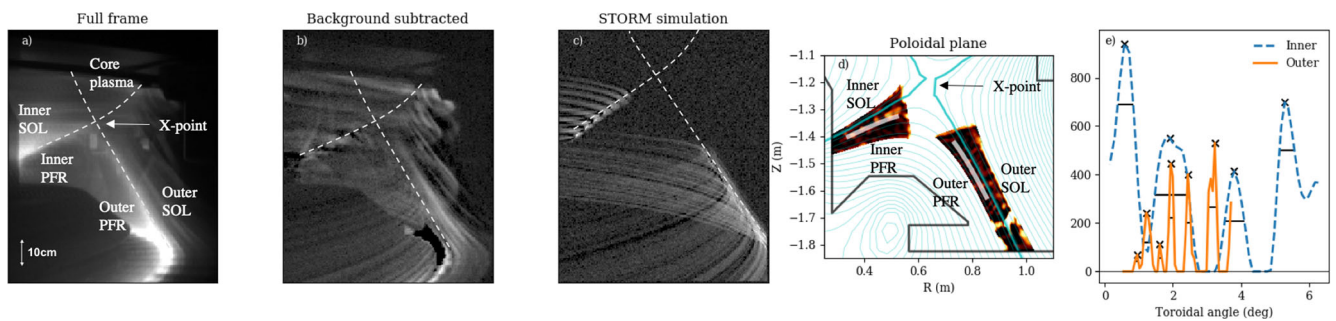 Full frame
a)
Core
plasma
Inner
SOL
X-point
Inner
PFR
Outer
SOL
Outer
PFR
10cm
Background subtracted
b)
STORM simulation
c)
Poloidal plane
d)
−1.1
−1.2
−1.3
−1.4
−1.5
−1.6
−1.7
−1.8
Z (m)
Inner
SOL
X-point
Inner
PFR
Outer
SOL
Outer
PFR
0.4 0.6 0.8 1.0
R (m)
e)
Inner
Outer
800
600
400
200
0
0 2 4 6
Toroidal angle (deg)